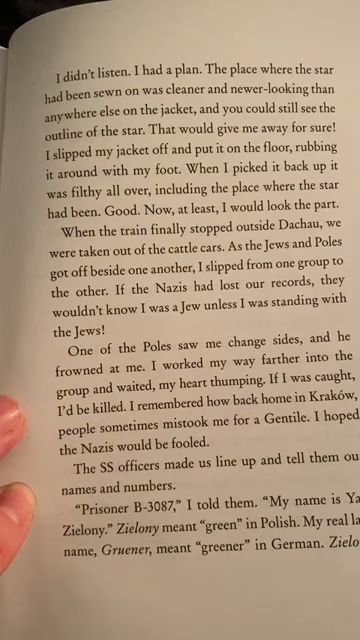 I didn't listen. I had a plan. The place where the star
had been sewn on was cleaner and newer-looking than
anywhere else on the jacket, and you could still see the
outline of the star. That would give me away for sure!
I slipped my jacket off and put it on the floor, rubbing
it around with my foot. When I picked it back up it
was filthy all over, including the place where the star
had been. Good. Now, at least, I would look the part.
When the train finally stopped outside Dachau, we
were taken out of the cattle cars. As the Jews and Poles
got off beside one another, I slipped from one group to
the other. If the Nazis had lost our records, they
wouldn't know I was a Jew unless I was standing with
the Jews!
One of the Poles saw me change sides, and he
frowned at me. I worked my way farther into the
group and waited, my heart thumping. If I was caught,
I'd be killed. I remembered how back home in Kraków,
people sometimes mistook me for a Gentile. I hoped
the Nazis would be fooled.
The SS officers made us line up and tell them ou
names and numbers.
"Prisoner B-3087," I told them. "My name is Ya
Zielony." Zielony meant "green" in Polish. My real la
name, Gruener, meant "greener" in German. Zielo